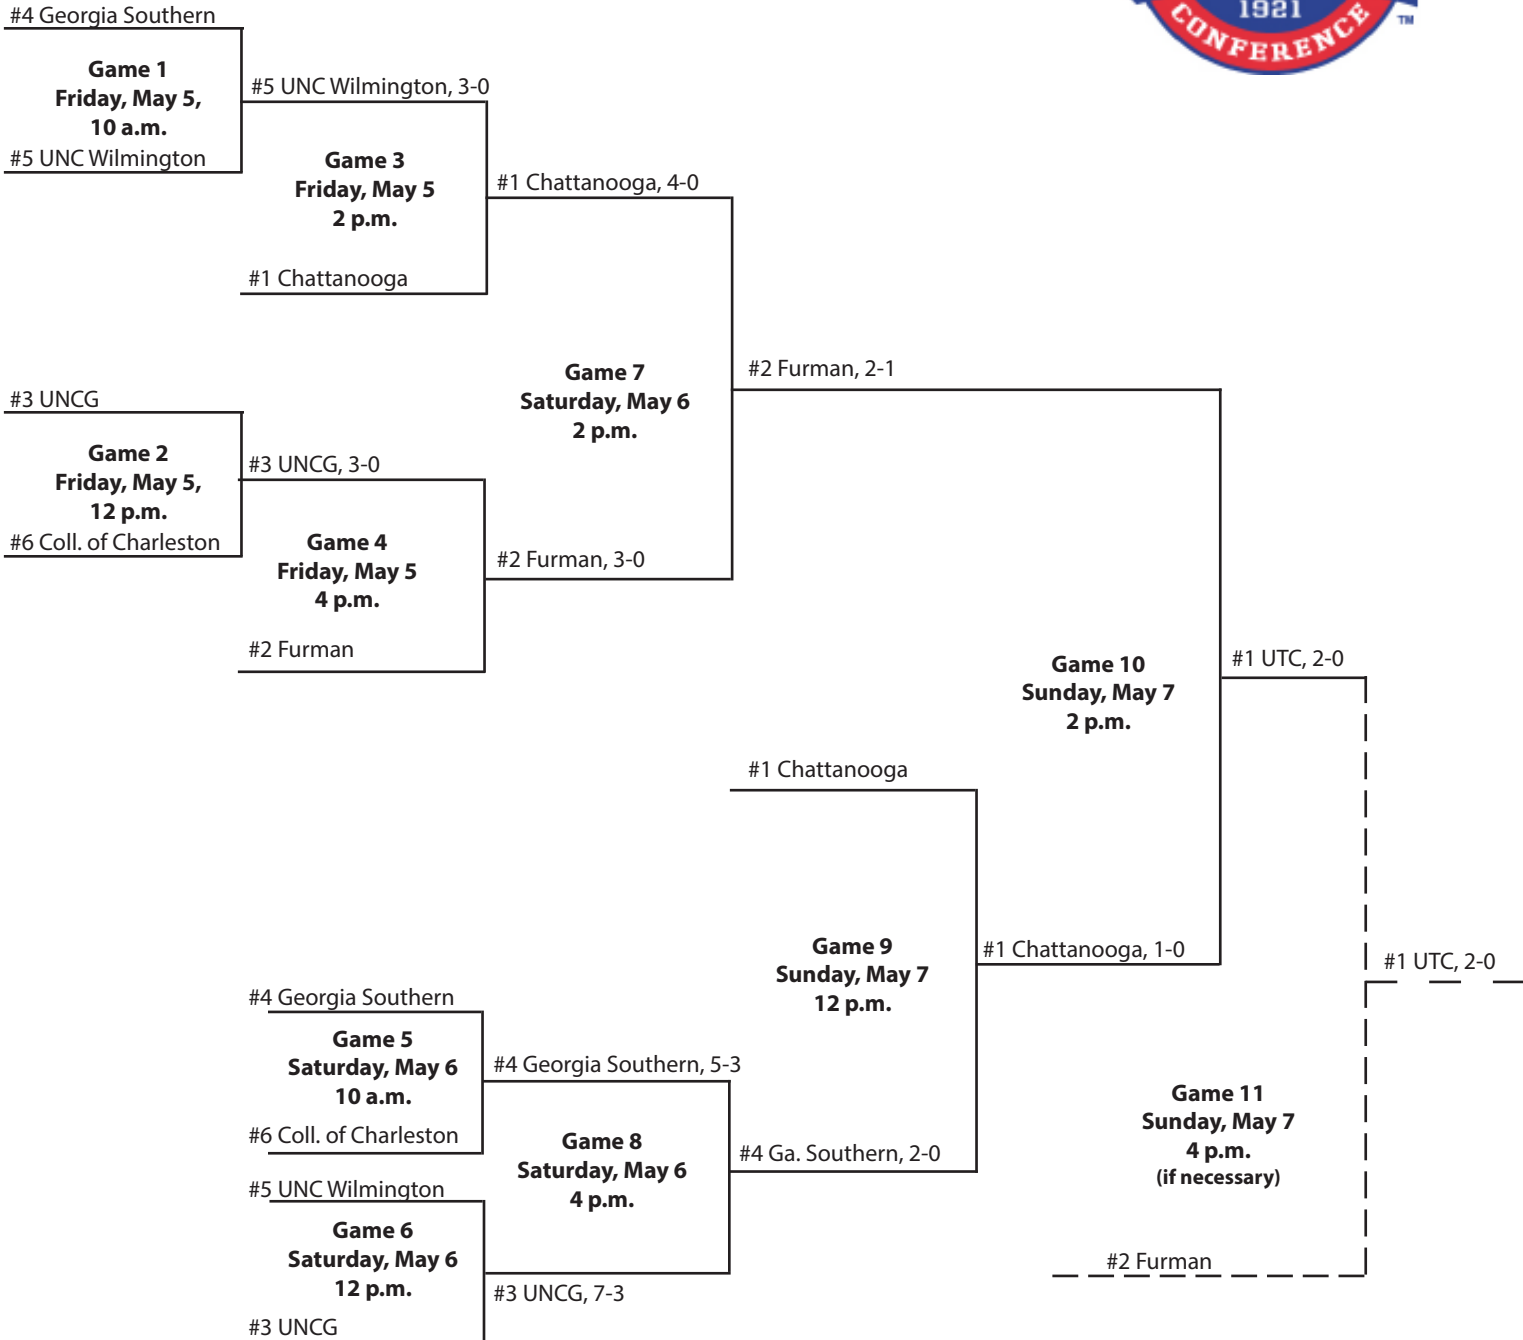 #4 Georgia Southern
1921
CONFERENCE
TM
Game 1
Friday, May 5,
10 a.m.
#5 UNC Wilmington, 3-0
#5 UNC Wilmington
Game 3
Friday, May 5
2 p.m.
#1 Chattanooga, 4-0
#1 Chattanooga
Game 7
Saturday, May 6
2 p.m.
#2 Furman, 2-1
#3 UNCG
Game 2
Friday, May 5,
12 p.m.
#3 UNCG, 3-0
#6 Coll. of Charleston
Game 4
Friday, May 5
4 p.m.
#2 Furman, 3-0
#2 Furman
Game 10
Sunday, May 7
2 p.m.
#1 UTC, 2-0
#1 Chattanooga
Game 9
Sunday, May 7
12 p.m.
#1 Chattanooga, 1-0
#1 UTC, 2-0
#4 Georgia Southern
Game 5
Saturday, May 6
10 a.m.
#4 Georgia Southern, 5-3
#6 Coll. of Charleston
Game 8
Saturday, May 6
4 p.m.
#4 Ga. Southern, 2-0
Game 11
Sunday, May 7
4 p.m.
(if necessary)
#5 UNC Wilmington
Game 6
Saturday, May 6
12 p.m.
#3 UNCG, 7-3
#2 Furman
#3 UNCG